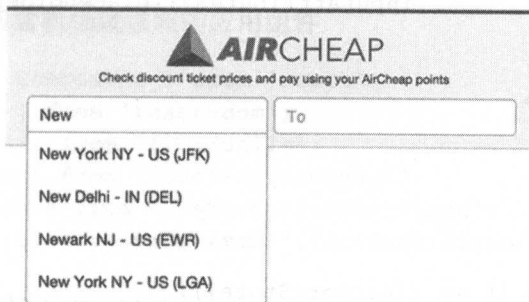 AIRCHEAP
Check discount ticket prices and pay using your AirCheap points
New To
New York NY - US (JFK)
New Delhi - IN (DEL)
Newark NJ - US (EWR)
New York NY - US (LGA)